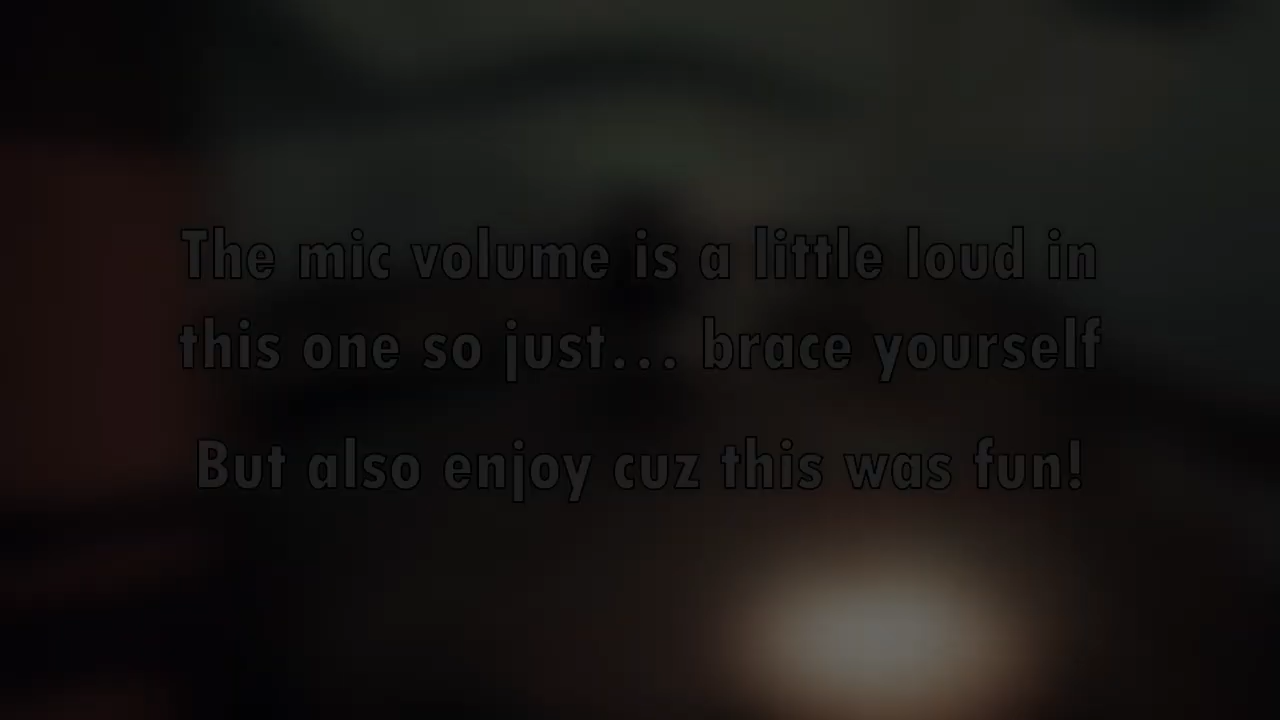 The mic volume is a little loud in
this one so just... brace yourself
But also enjoy cuz this was fun!